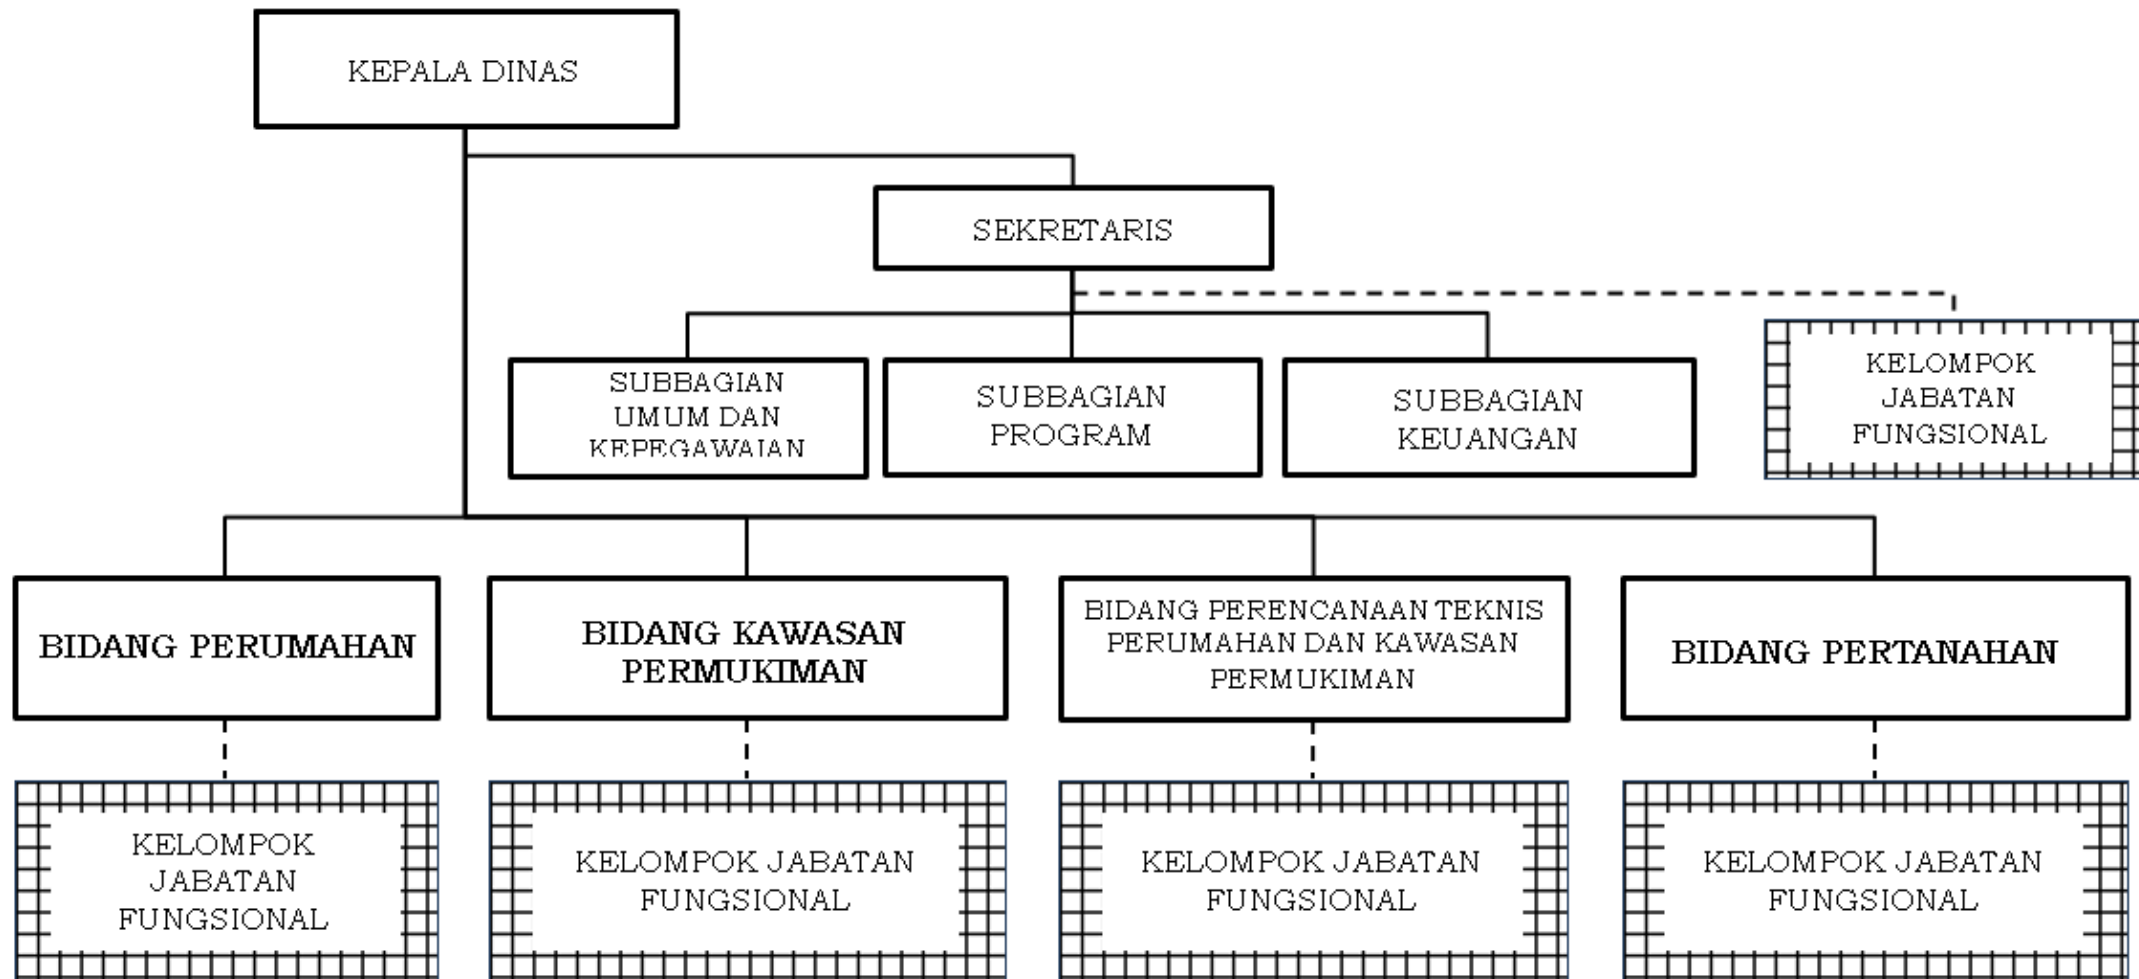 KEPALA DINAS
SEKRETARIS
SUBBAGIAN
UMUM DAN
KEPEGAWAIAN
SUBBAGIAN
PROGRAM
SUBBAGIAN
KEUANGAN
KELOMPOK
JABATAN
FUNGSIONAL
BIDANG PERUMAHAN
BIDANG KAWASAN
PERMUKIMAN
BIDANG PERENCANAAN TEKNIS
PERUMAHAN DAN KAWASAN
PERMUKIMAN
BIDANG PERTANAHAN
KELOMPOK
JABATAN
FUNGSIONAL
KELOMPOK JABATAN
FUNGSIONAL
KELOMPOK JABATAN
FUNGSIONAL
KELOMPOK JABATAN
FUNGSIONAL